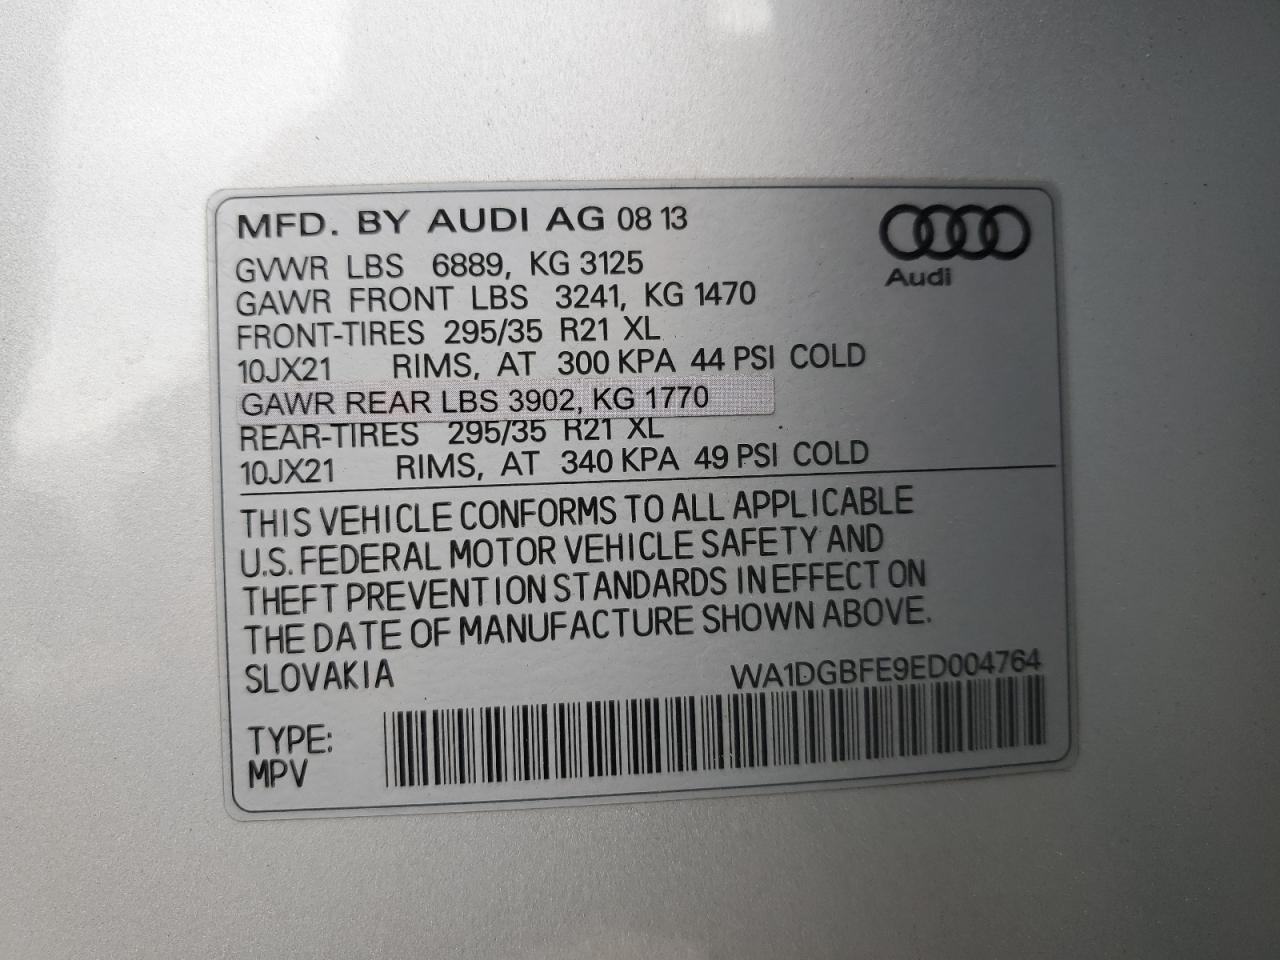 MFD. BY AUDI AG 08 13
Audi
GVWR LBS 6889, KG 3125
GAWR FRONT LBS 3241, KG 1470
FRONT-TIRES 295/35 R21 XL
10JX21 RIMS, AT 300 KPA 44 PSI COLD
GAWR REAR LBS 3902, KG 1770
REAR-TIRES 295/35 R21 XL
10JX21 RIMS, AT 340 KPA 49 PSI COLD
THIS VEHICLE CONFORMS TO ALL APPLICABLE
U.S. FEDERAL MOTOR VEHICLE SAFETY AND
THEFT PREVENTION STANDARDS IN EFFECT ON
THE DATE OF MANUFACTURE SHOWN ABOVE.
SLOVAKIA WA1DGBFE9ED004764
TYPE:
MPV